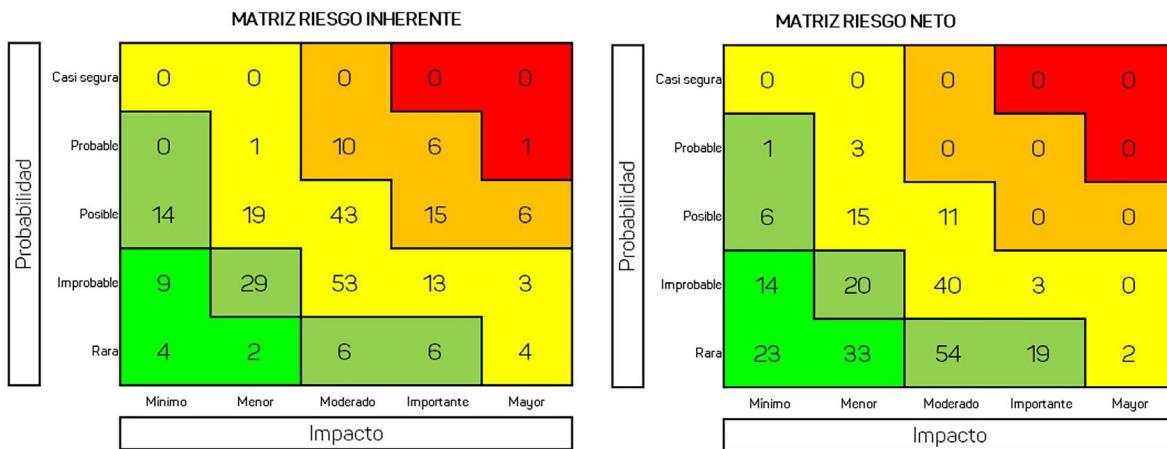 MATRIZ RIESGO INHERENTE
Probabilidad
Casi segura 0 0 0 0 0
Probable 0 1 10 6 1
Posible 14 19 43 15 6
Improbable 9 29 53 13 3
Rara 4 2 6 6 4
Mínimo Menor Moderado Importante Mayor
Impacto
MATRIZ RIESGO NETO
Probabilidad
Casi segura 0 0 0 0 0
Probable 1 3 0 0 0
Posible 6 15 11 0 0
Improbable 14 20 40 3 0
Rara 23 33 54 19 2
Mínimo Menor Moderado Importante Mayor
Impacto